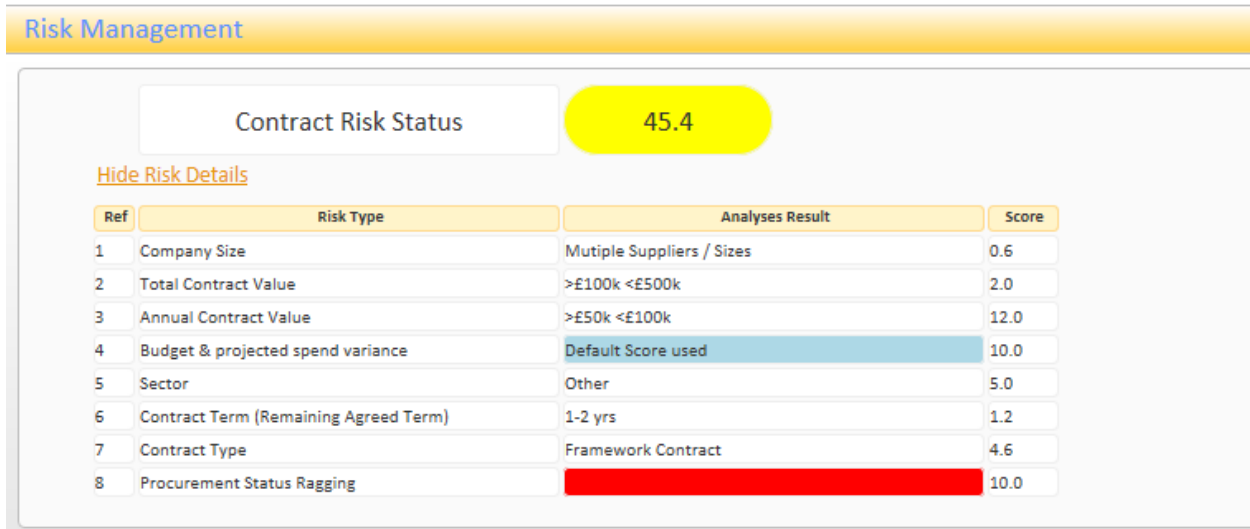 Risk Management
Contract Risk Status 45.4
Hide Risk Details
Ref Risk Type Analyses Result Score
1 Company Size Mutiple Suppliers / Sizes 0.6
2 Total Contract Value >£100k <£500k 2.0
3 Annual Contract Value >£50k <£100k 12.0
4 Budget & projected spend variance Default Score used 10.0
5 Sector Other 5.0
6 Contract Term (Remaining Agreed Term) 1-2 yrs 1.2
7 Contract Type Framework Contract 4.6
8 Procurement Status Ragging 10.0